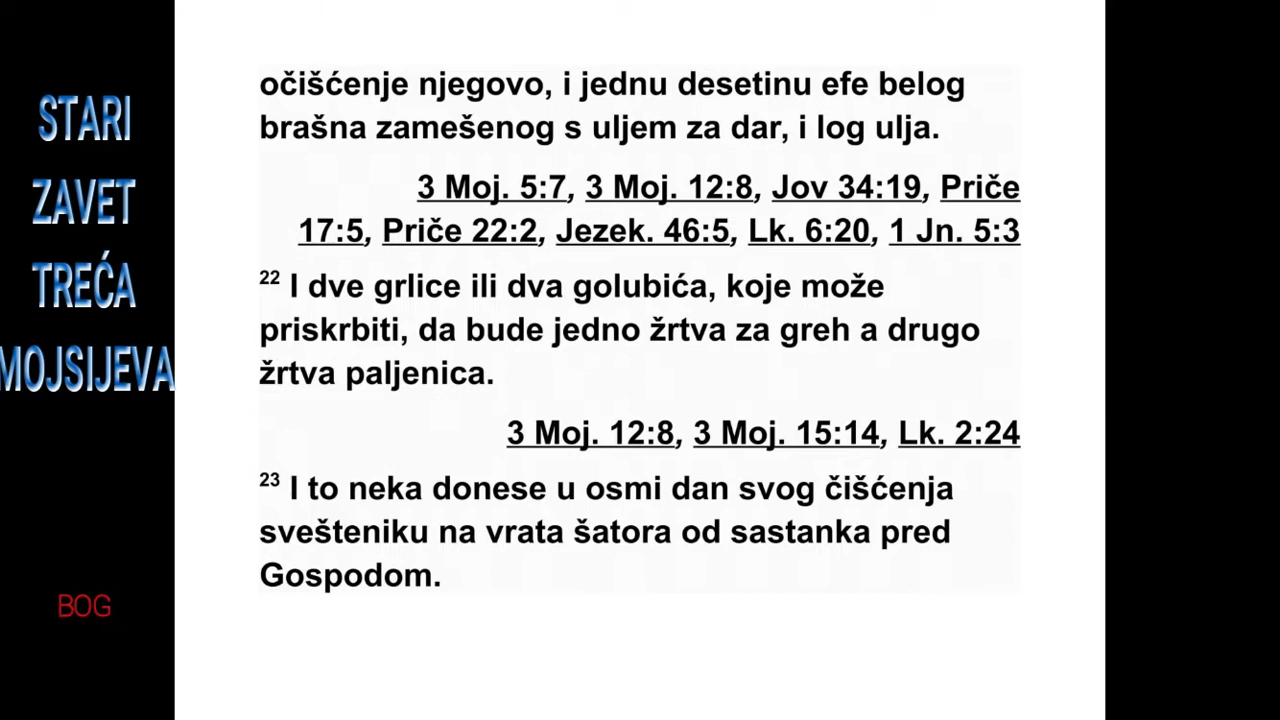 STARI
ZAVET
TREĆA
MOJSIJEVA
BOG
očišćenje njegovo, i jednu desetinu efe belog
brašna zamešenog s uljem za dar, i log ulja.
3 Moj. 5:7, 3 Moj. 12:8, Jov 34:19, Priče
17:5, Priče 22:2, Jezek. 46:5, Lk. 6:20, 1 Jn. 5:3
22 I dve grlice ili dva golubića, koje može
priskrbiti, da bude jedno žrtva za greh a drugo
žrtva paljenica.
3 Moj. 12:8, 3 Moj. 15:14, Lk. 2:24
23 I to neka donese u osmi dan svog čišćenja
svešteniku na vrata šatora od sastanka pred
Gospodom.